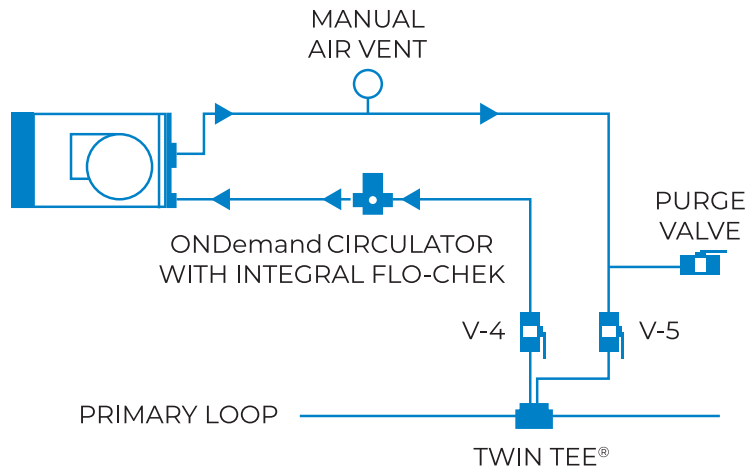 MANUAL
AIR VENT
ONDemand CIRCULATOR
WITH INTEGRAL FLO-CHEK
PURGE
VALVE
V-4
V-5
PRIMARY LOOP
TWIN TEE®